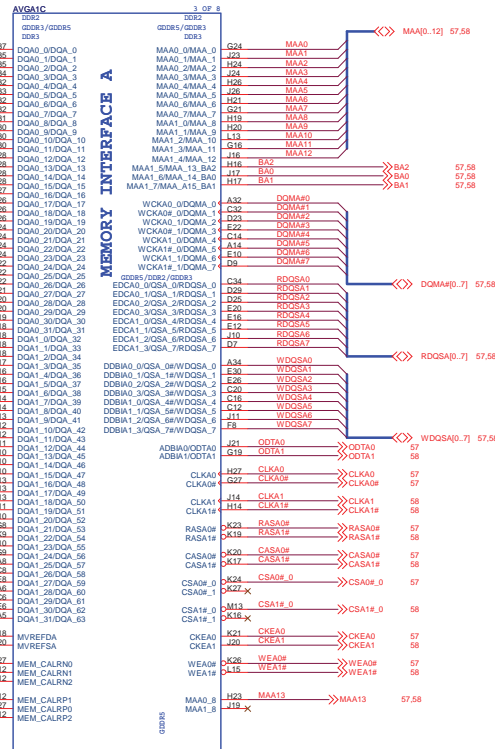 AVGA1C
3 OF 8
DDR2
GDDR3/GDDR5
DDR3
DDR2
GDDR5/GDDR3
DDR3
MEMORY INTERFACE A
DQA0_0/DQA_0
DQA0_1/DQA_1
DQA0_2/DQA_2
DQA0_3/DQA_3
DQA0_4/DQA_4
DQA0_5/DQA_5
DQA0_6/DQA_6
DQA0_7/DQA_7
DQA0_8/DQA_8
DQA0_9/DQA_9
DQA0_10/DQA_10
DQA0_11/DQA_11
DQA0_12/DQA_12
DQA0_13/DQA_13
DQA0_14/DQA_14
DQA0_15/DQA_15
DQA0_16/DQA_16
DQA0_17/DQA_17
DQA0_18/DQA_18
DQA0_19/DQA_19
DQA0_20/DQA_20
DQA0_21/DQA_21
DQA0_22/DQA_22
DQA0_23/DQA_23
DQA0_24/DQA_24
DQA0_25/DQA_25
DQA0_26/DQA_26
DQA0_27/DQA_27
DQA0_28/DQA_28
DQA0_29/DQA_29
DQA0_30/DQA_30
DQA0_31/DQA_31
DQA1_0/DQA_32
DQA1_1/DQA_33
DQA1_2/DQA_34
DQA1_3/DQA_35
DQA1_4/DQA_36
DQA1_5/DQA_37
DQA1_6/DQA_38
DQA1_7/DQA_39
DQA1_8/DQA_40
DQA1_9/DQA_41
DQA1_10/DQA_42
DQA1_11/DQA_43
DQA1_12/DQA_44
DQA1_13/DQA_45
DQA1_14/DQA_46
DQA1_15/DQA_47
DQA1_16/DQA_48
DQA1_17/DQA_49
DQA1_18/DQA_50
DQA1_19/DQA_51
DQA1_20/DQA_52
DQA1_21/DQA_53
DQA1_22/DQA_54
DQA1_23/DQA_55
DQA1_24/DQA_56
DQA1_25/DQA_57
DQA1_26/DQA_58
DQA1_27/DQA_59
DQA1_28/DQA_60
DQA1_29/DQA_61
DQA1_30/DQA_62
DQA1_31/DQA_63
MVREFDA
MVREFSA
MEM_CALRN0
MEM_CALRN1
MEM_CALRN2
MEM_CALRP1
MEM_CALRP0
MEM_CALRP2
MAA0_0/MAA_0 G24 MAA0
MAA0_1/MAA_1 J23 MAA1
MAA0_2/MAA_2 H24 MAA2
MAA0_3/MAA_3 J24 MAA3
MAA0_4/MAA_4 H26 MAA4
MAA0_5/MAA_5 J26 MAA5
MAA0_6/MAA_6 H21 MAA6
MAA0_7/MAA_7 G21 MAA7
MAA1_0/MAA_8 H19 MAA8
MAA1_1/MAA_9 H20 MAA9
MAA1_2/MAA_10 L13 MAA10
MAA1_3/MAA_11 G16 MAA11
MAA1_4/MAA_12 J16 MAA12
MAA[0..12] 57,58
MAA1_5/MAA_13_BA2 H16 BA2 BA2 57,58
MAA1_6/MAA_14_BA0 J17 BA0 BA0 57,58
MAA1_7/MAA_A15_BA1 H17 BA1 BA1 57,58
WCKA0_0/DQMA_0 A32 DQMA#0
WCKA0#_0/DQMA_1 C32 DQMA#1
WCKA0_1/DQMA_2 D23 DQMA#2
WCKA0#_1/DQMA_3 E22 DQMA#3
WCKA1_0/DQMA_4 C14 DQMA#4
WCKA1#_0/DQMA_5 A14 DQMA#5
WCKA1_1/DQMA_6 E10 DQMA#6
WCKA1#_1/DQMA_7 D9 DQMA#7
DQMA#[0..7] 57,58
GDDR5/DDR2/GDDR3
EDCA0_0/QSA_0/RDQSA_0 C34 RDQSA0
EDCA0_1/QSA_1/RDQSA_1 D29 RDQSA1
EDCA0_2/QSA_2/RDQSA_2 D25 RDQSA2
EDCA0_3/QSA_3/RDQSA_3 E20 RDQSA3
EDCA1_0/QSA_4/RDQSA_4 E16 RDQSA4
EDCA1_1/QSA_5/RDQSA_5 E12 RDQSA5
EDCA1_2/QSA_6/RDQSA_6 J10 RDQSA6
EDCA1_3/QSA_7/RDQSA_7 D7 RDQSA7
RDQSA[0..7] 57,58
DDBIA0_0/QSA_0#/WDQSA_0 A34 WDQSA0
DDBIA0_1/QSA_1#/WDQSA_1 E30 WDQSA1
DDBIA0_2/QSA_2#/WDQSA_2 E26 WDQSA2
DDBIA0_3/QSA_3#/WDQSA_3 C20 WDQSA3
DDBIA1_0/QSA_4#/WDQSA_4 C16 WDQSA4
DDBIA1_1/QSA_5#/WDQSA_5 C12 WDQSA5
DDBIA1_2/QSA_6#/WDQSA_6 J11 WDQSA6
DDBIA1_3/QSA_7#/WDQSA_7 F8 WDQSA7
WDQSA[0..7]
ADBIA0/ODTA0 J21 ODTA0 ODTA0 57
ADBIA1/ODTA1 G19 ODTA1 ODTA1 58
CLKA0 H27 CLKA0 CLKA0 57
CLKA0# G27 CLKA0# CLKA0# 57
CLKA1 J14 CLKA1 CLKA1 58
CLKA1# H14 CLKA1# CLKA1# 58
RASA0# K23 RASA0# RASA0# 57
RASA1# K19 RASA1# RASA1# 58
CASA0# K20 CASA0# CASA0# 57
CASA1# K17 CASA1# CASA1# 58
CSA0#_0 K24 CSA0#_0 CSA0#_0 57
CSA0#_1 K27
CSA1#_0 M13 CSA1#_0 CSA1#_0 58
CSA1#_1 K16
CKEA0 K21 CKEA0 CKEA0 57
CKEA1 J20 CKEA1 CKEA1 58
WEA0# K26 WEA0# WEA0# 57
WEA1# L15 WEA1# WEA1# 58
MAA0_8 H23 MAA13 MAA13 57,58
MAA1_8 J19
GDDR5